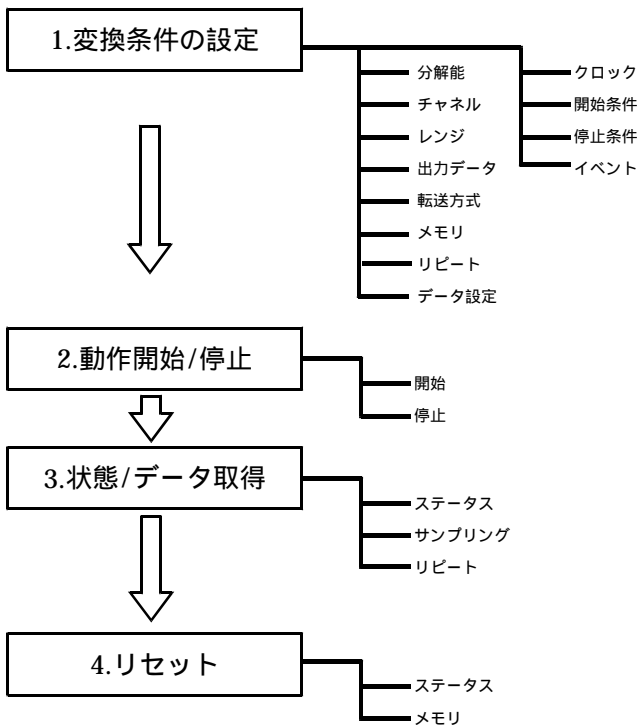 1.変換条件の設定
分解能
チャネル
レンジ
出力データ
転送方式
メモリ
リピート
データ設定
クロック
開始条件
停止条件
イベント
2.動作開始/停止
開始
停止
3.状態/データ取得
ステータス
サンプリング
リピート
4.リセット
ステータス
メモリ